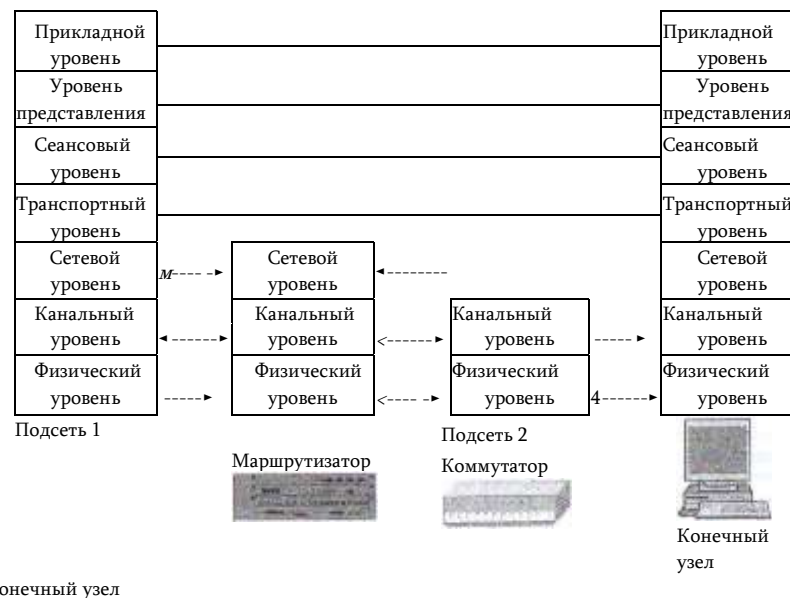 Прикладной
уровень
Прикладной
уровень
Уровень
представления
Уровень
представления
Сеансовый
уровень
Сеансовый
уровень
Транспортный
уровень
Транспортный
уровень
Сетевой
уровень
м
Сетевой
уровень
Сетевой
уровень
Канальный
уровень
Канальный
уровень
Канальный
уровень
Канальный
уровень
Физический
уровень
Физический
уровень
Физический
уровень
4
Физический
уровень
Подсеть 1
Маршрутизатор
Подсеть 2
Коммутатор
Конечный
узел
онечный узел